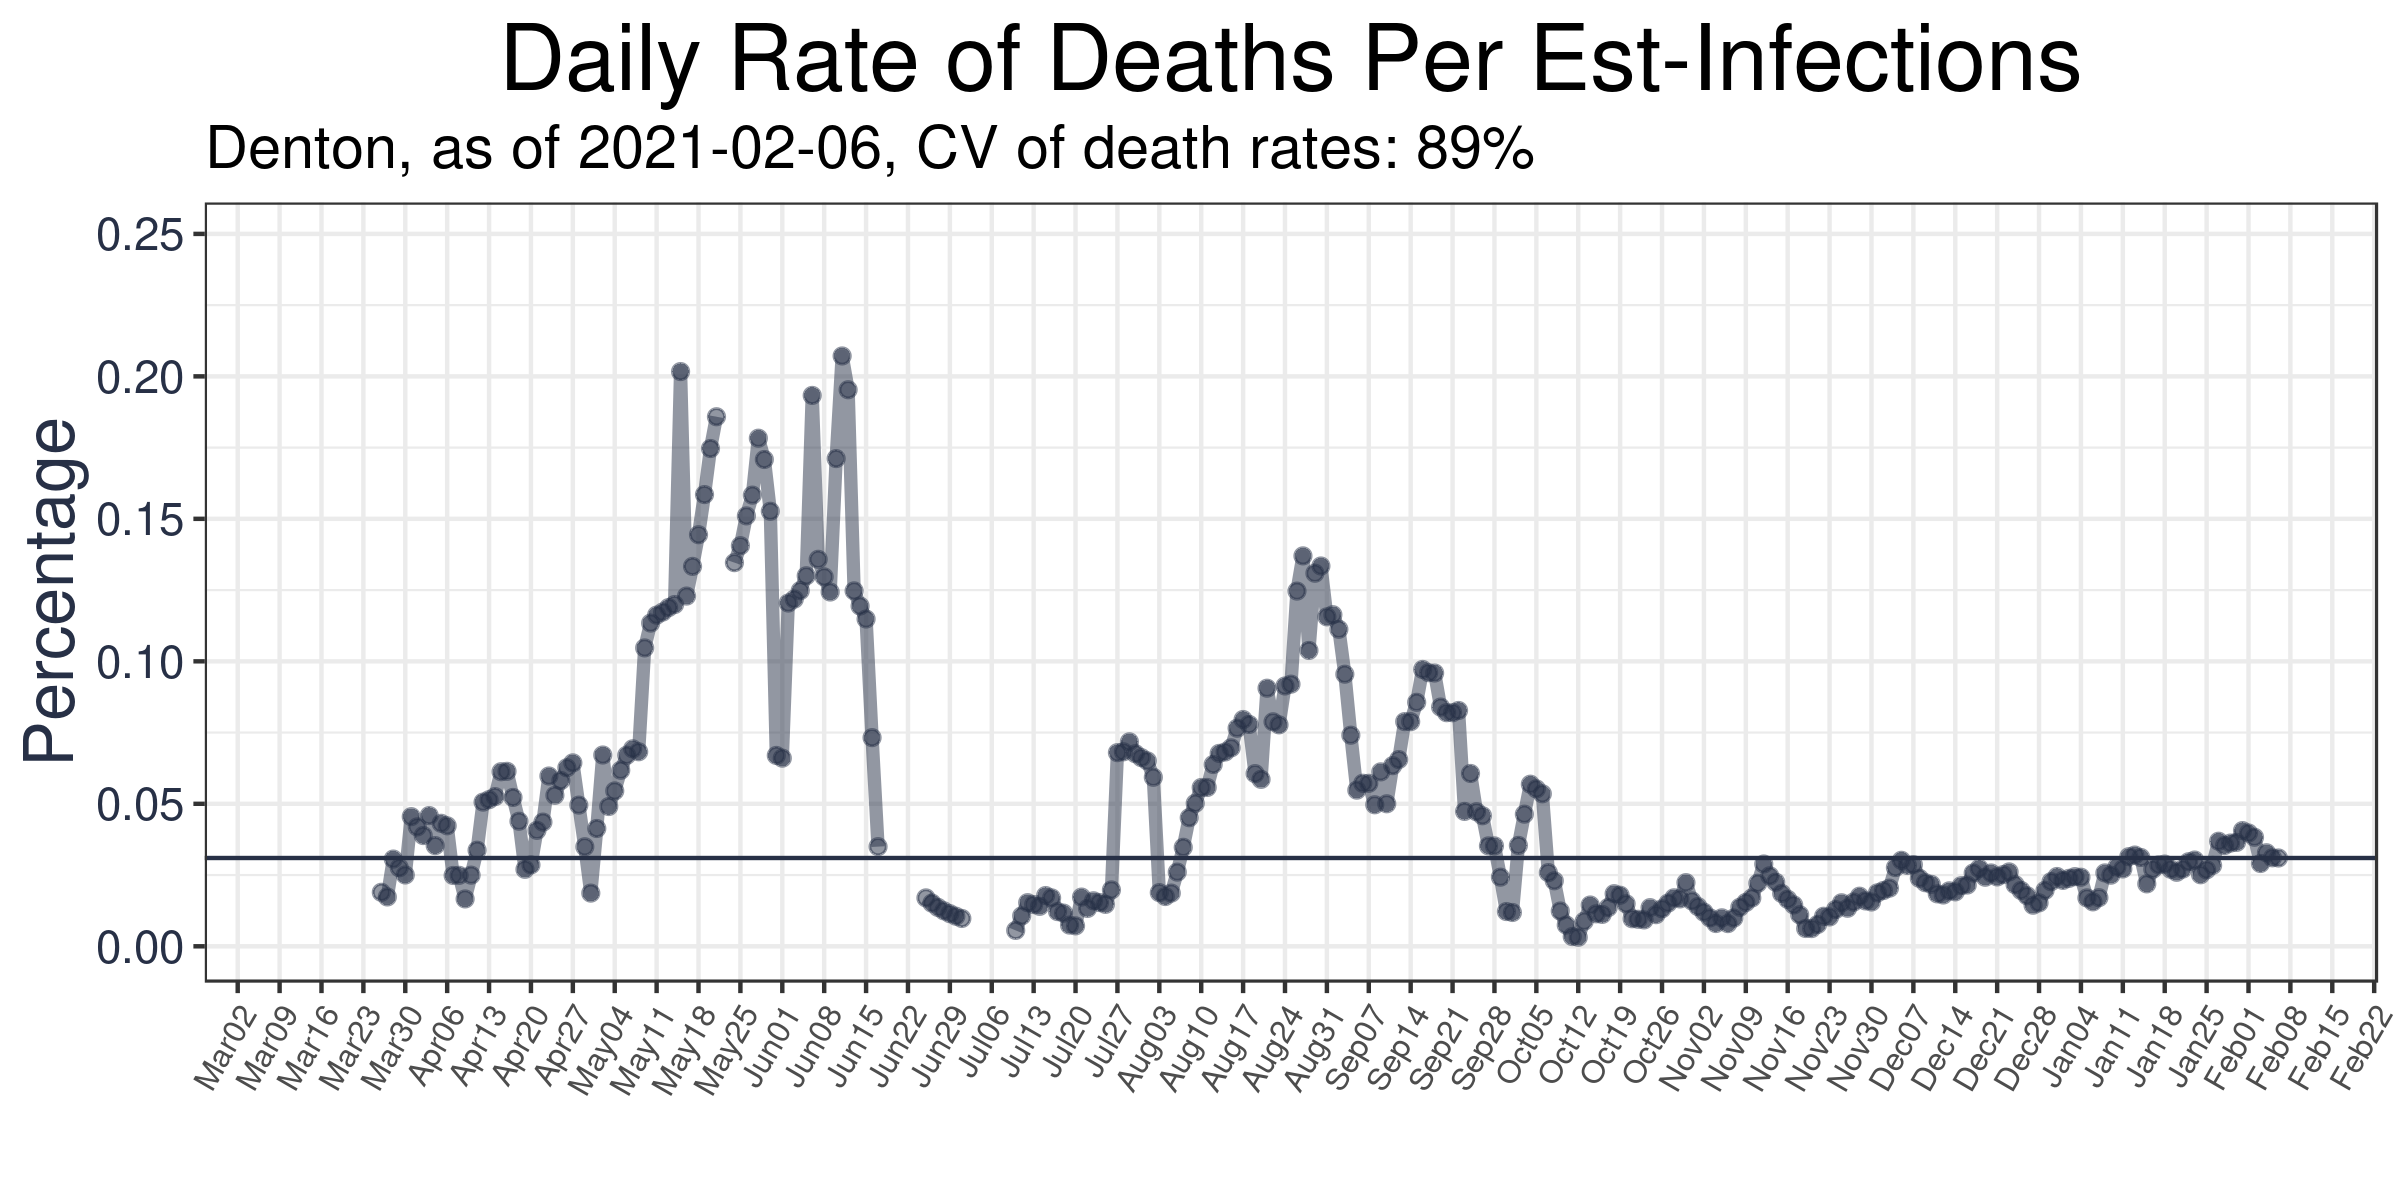 Daily Rate of Deaths Per Est-Infections
Denton, as of 2021-02-06, CV of death rates: 89%
Percentage
0.25
0.20
0.15
0.10
0.05
0.00
Mar02
Mar09
Mar16
Mar23
Mar30
Apr06
Apr13
Apr20
Apr27
May04
May11
May18
May25
Jun01
Jun08
Jun15
Jun22
Jun29
Jul06
Jul13
Jul20
Jul27
Aug03
Aug10
Aug17
Aug24
Aug31
Sep07
Sep14
Sep21
Sep28
Oct05
Oct12
Oct19
Oct26
Nov02
Nov09
Nov16
Nov23
Nov30
Dec07
Dec14
Dec21
Dec28
Jan04
Jan11
Jan18
Jan25
Feb01
Feb08
Feb15
Feb22